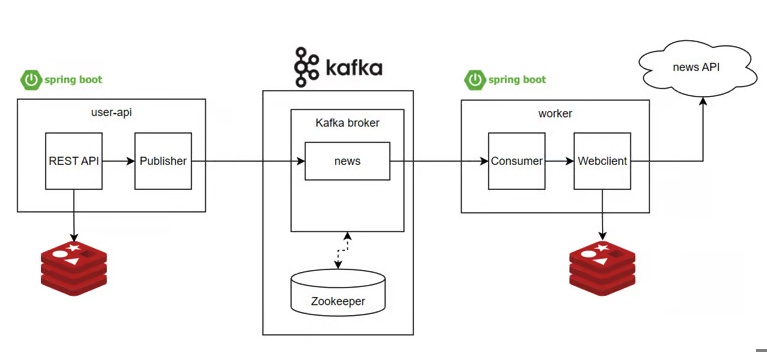 kafka
spring boot
spring boot
news API
user-api
Kafka broker
worker
REST API
Publisher
news
Consumer
Webclient
Zookeeper